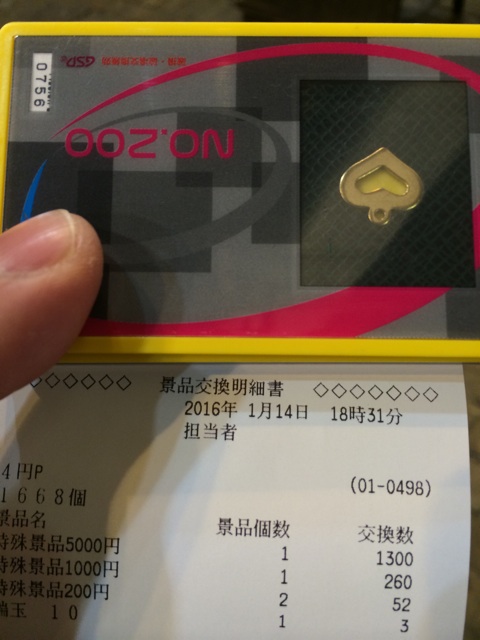 0756
GSD
NO.200
景品交換明細書
2016年 1月14日 18時31分
担当者
4円P
1668個
(01-0498)
景品名 景品個数 交換数
特殊景品5000円 1 1300
特殊景品1000円 1 260
特殊景品200円 2 52
端玉 10 1 3